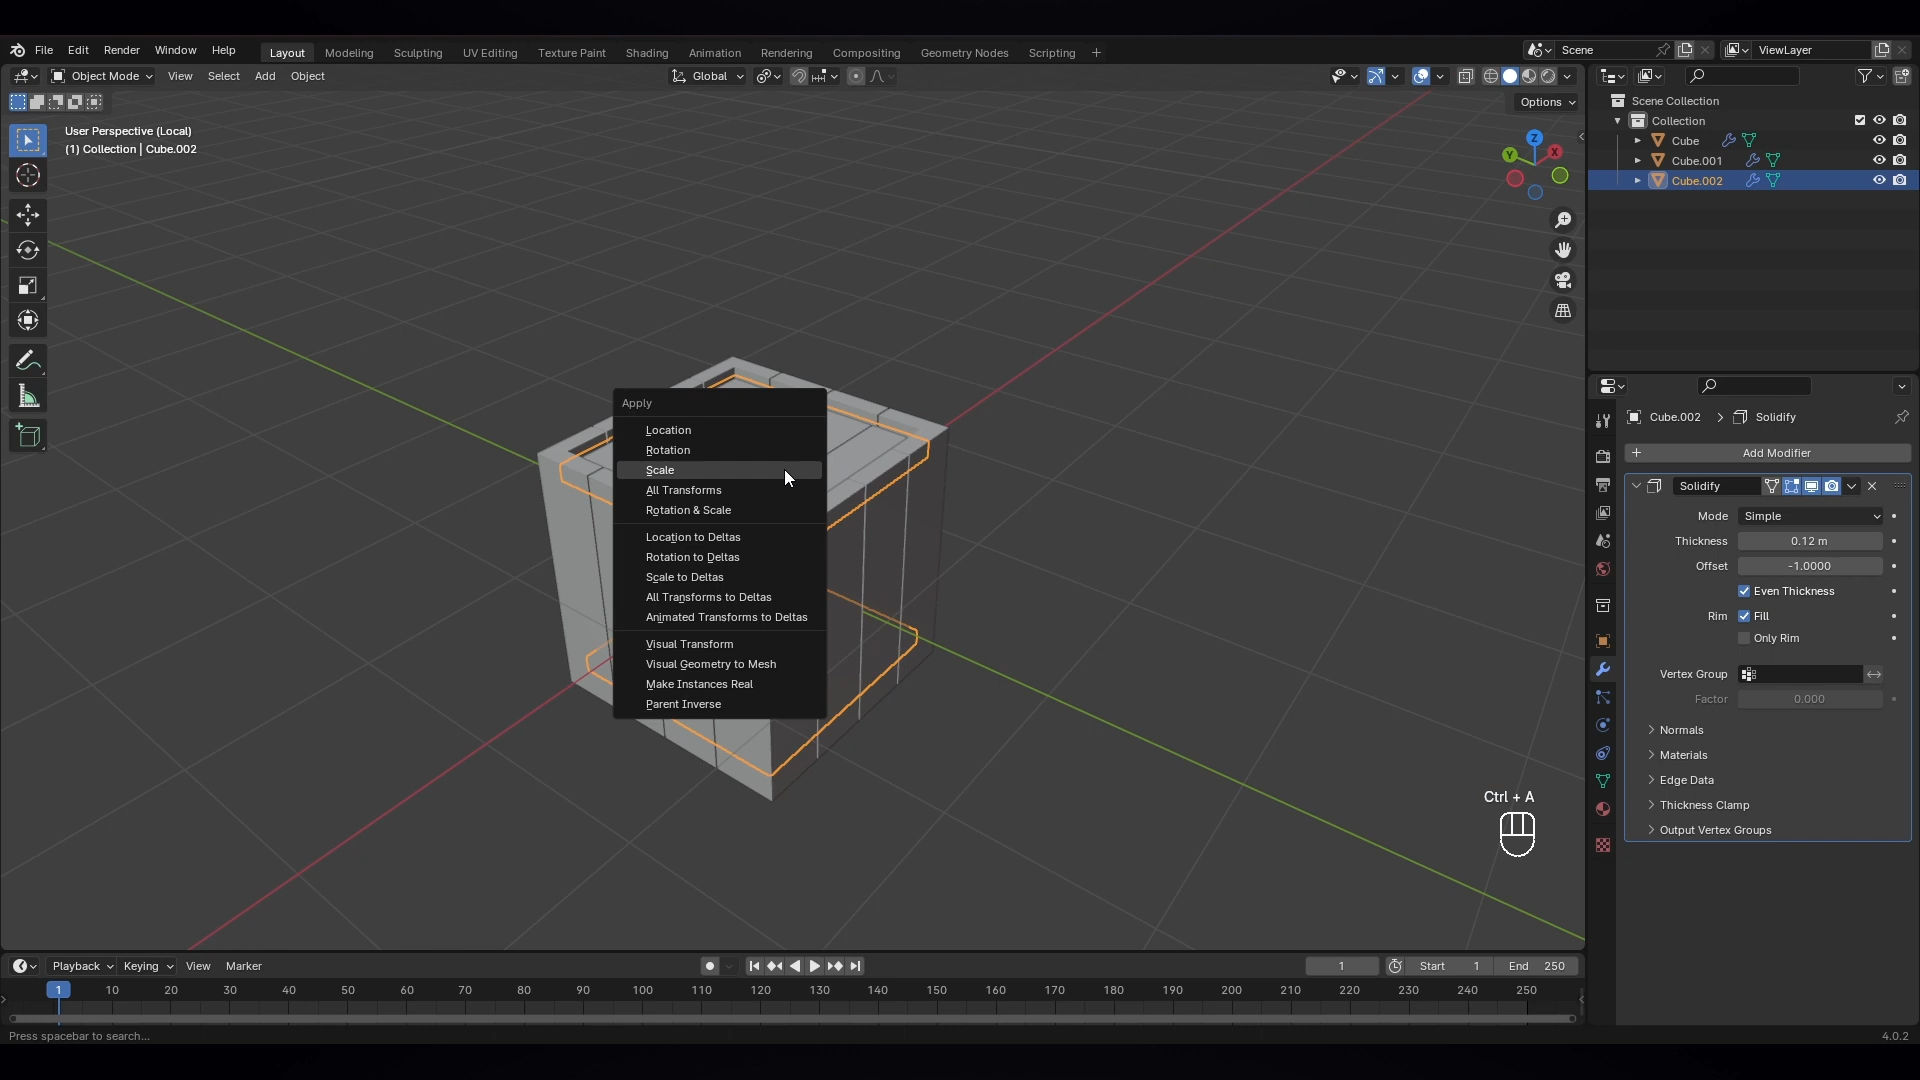 File Edit Render Window Help Layout Modeling Sculpting UV Editing Texture Paint Shading Animation Rendering Compositing Geometry Nodes Scripting + Scene ViewLayer
Object Mode View Select Add Object Global
Options
User Perspective (Local)
(1) Collection | Cube.002
Z
Y
X
Scene Collection
Collection
Cube
Cube.001
Cube.002
Apply
Location
Rotation
Scale
All Transforms
Rotation & Scale
Location to Deltas
Rotation to Deltas
Scale to Deltas
All Transforms to Deltas
Animated Transforms to Deltas
Visual Transform
Visual Geometry to Mesh
Make Instances Real
Parent Inverse
Ctrl + A
Cube.002 > Solidify
+ Add Modifier
Solidify
Mode Simple
Thickness 0.12 m
Offset -1.0000
Even Thickness
Rim Fill
Only Rim
Vertex Group
Factor 0.000
Normals
Materials
Edge Data
Thickness Clamp
Output Vertex Groups
Playback Keying View Marker 1 Start 1 End 250
1 10 20 30 40 50 60 70 80 90 100 110 120 130 140 150 160 170 180 190 200 210 220 230 240 250
Press spacebar to search...
4.0.2